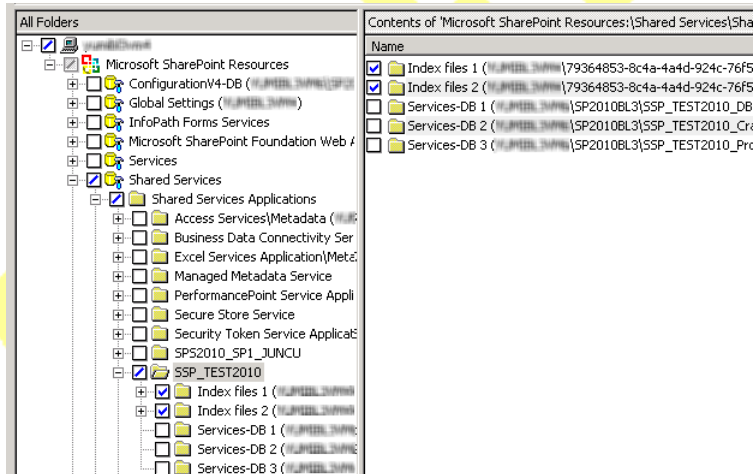 All Folders
Microsoft SharePoint Resources
ConfigurationV4-DB (
Global Settings ( )
InfoPath Forms Services
Microsoft SharePoint Foundation Web
Services
Shared Services
Shared Services Applications
Access Services\Metadata (
Business Data Connectivity Ser
Excel Services Application\Meta
Managed Metadata Service
PerformancePoint Service Appli
Secure Store Service
Security Token Service Applicat
SPS2010_SP1_JUNCU
SSP_TEST2010
Index files 1 (
Index files 2 (
Services-DB 1 (
Services-DB 2 (
Services-DB 3 (
Contents of 'Microsoft SharePoint Resources:\Shared Services\Sha
Name
Index files 1 ( \79364853-8c4a-4a4d-924c-76f5
Index files 2 ( \79364853-8c4a-4a4d-924c-76f5
Services-DB 1 ( \SP2010BL3\SSP_TEST2010_DB
Services-DB 2 ( \SP2010BL3\SSP_TEST2010_Cra
Services-DB 3 ( \SP2010BL3\SSP_TEST2010_Pro